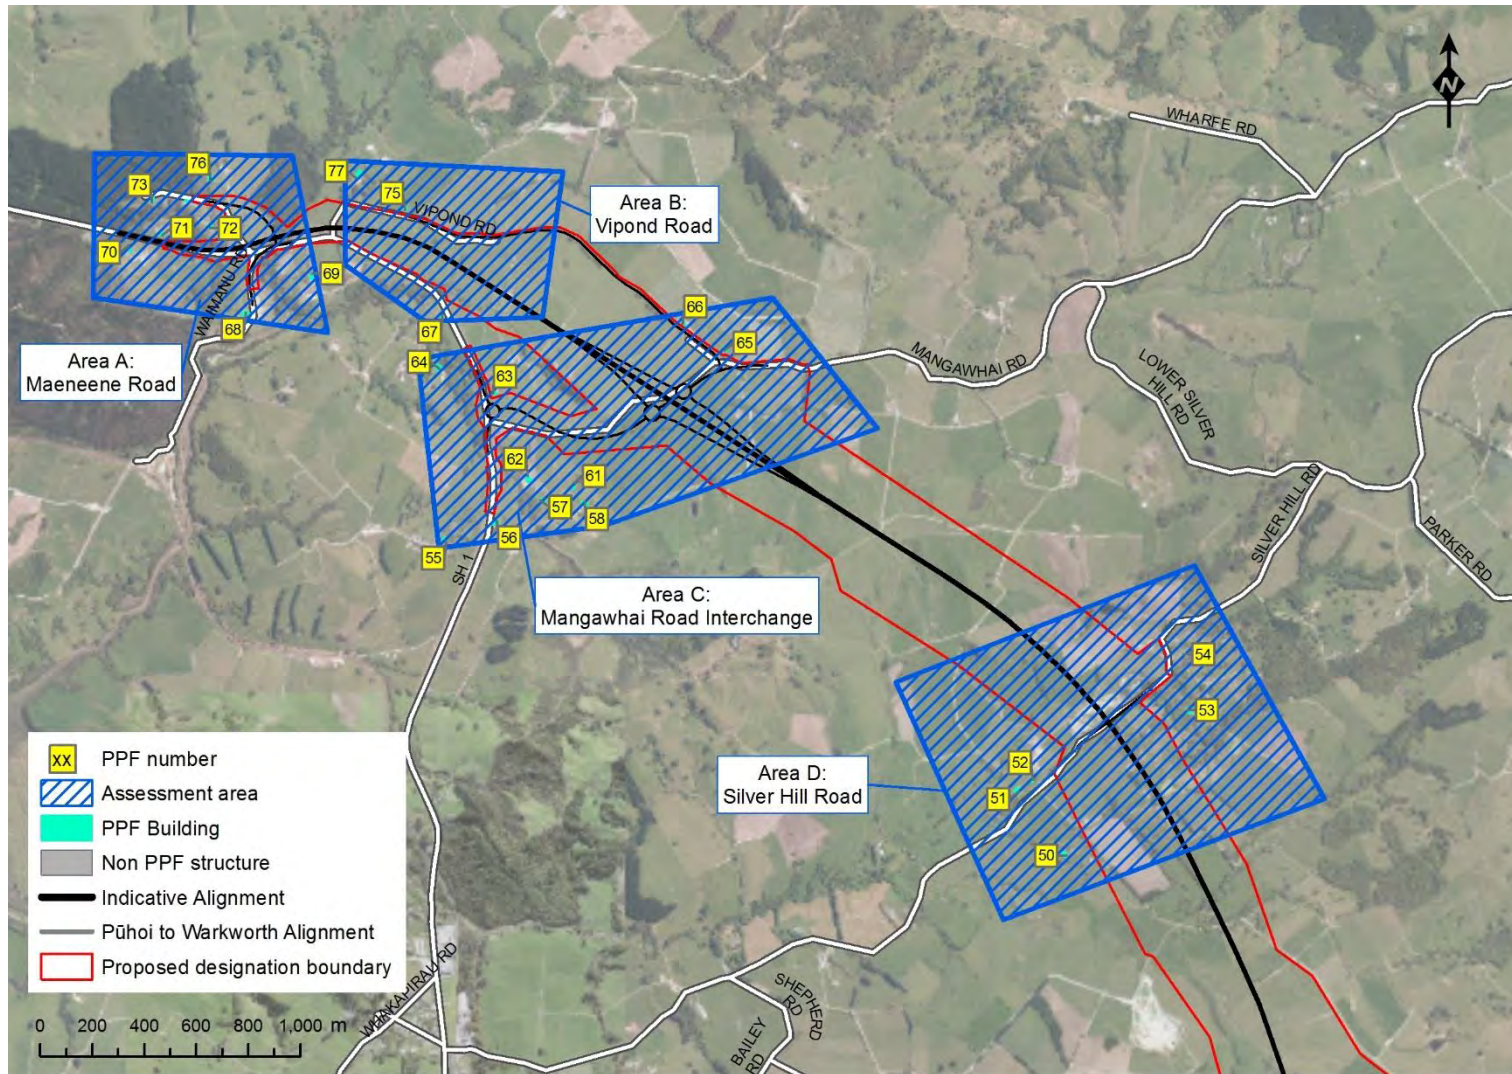 N
WHARFE RD
76
77
73
75
VIPOND RD
Area B:
Vipond Road
71
72
70
69
WAIMANU RD
68
67
66
65
64
63
MANGAWHAI RD
Area A:
Maeneene Road
LOWER SILVER
HILL RD
62
61
57
58
56
55
SH 1
SILVER HILL RD
PARKER RD
Area C:
Mangawhai Road Interchange
54
53
52
51
50
Area D:
Silver Hill Road
xx PPF number
Assessment area
PPF Building
Non PPF structure
Indicative Alignment
Pūhoi to Warkworth Alignment
Proposed designation boundary
WHAKAPIRAU RD
SHEPHERD
RD
BAILEY
RD
0 200 400 600 800 1,000 m